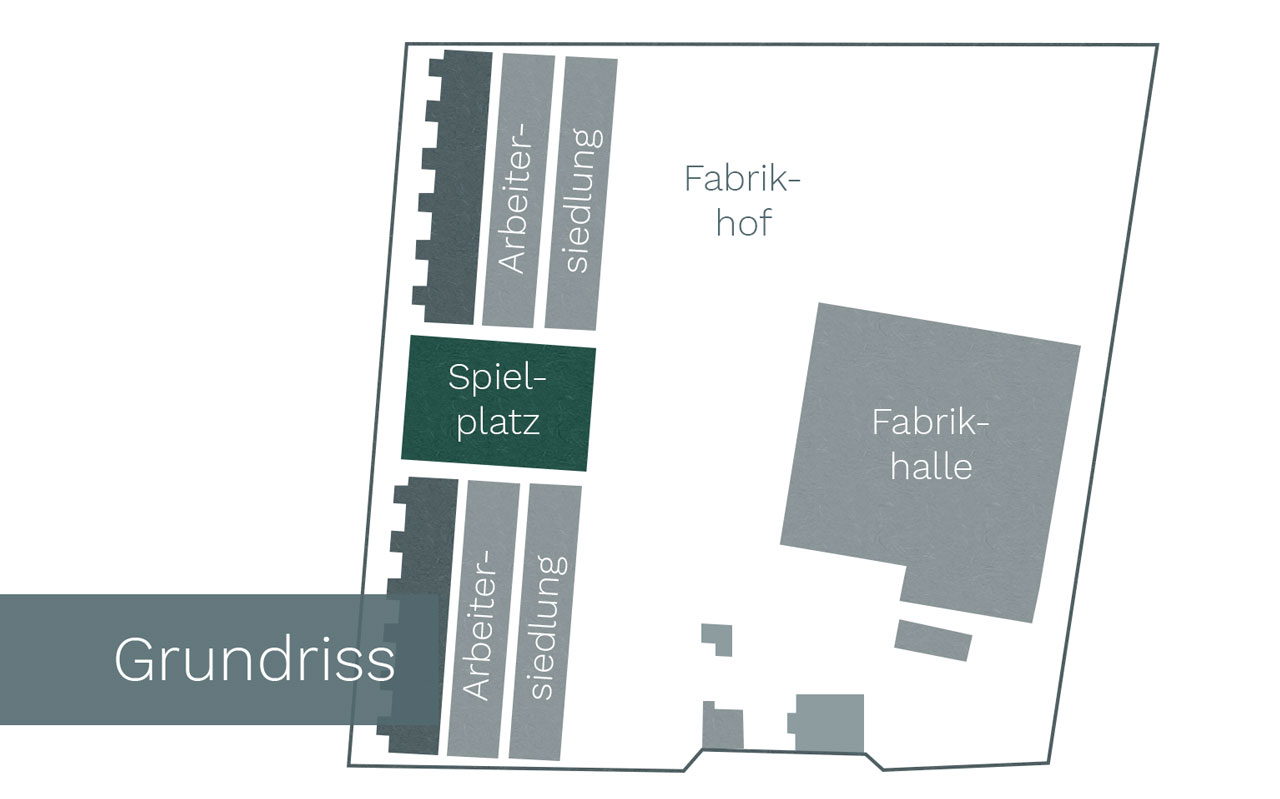 Arbeiter-
siedlung
Fabrik-
hof
Spiel-
platz
Fabrik-
halle
Arbeiter-
siedlung
Grundriss